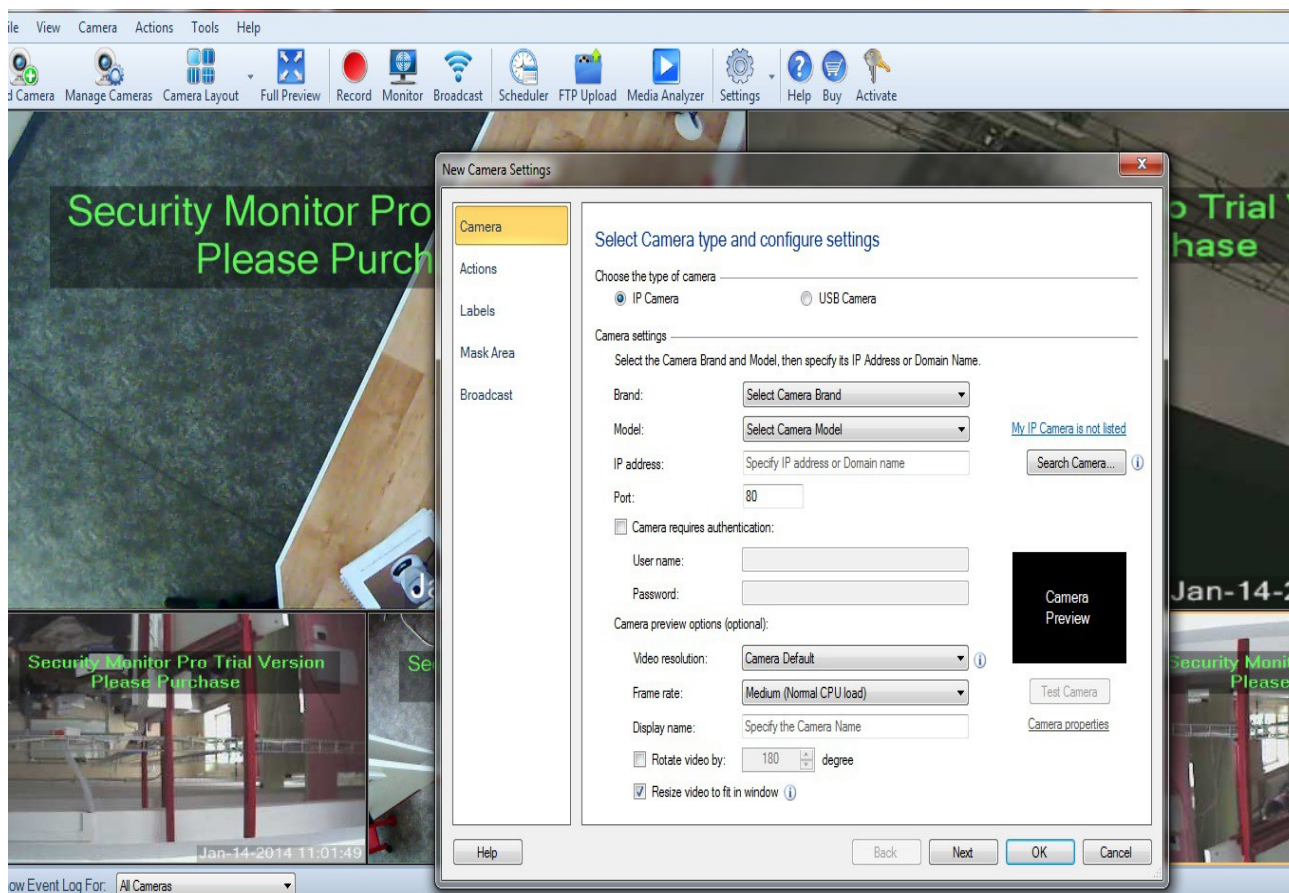 ile View Camera Actions Tools Help
d Camera Manage Cameras Camera Layout Full Preview Record Monitor Broadcast Scheduler FTP Upload Media Analyzer Settings Help Buy Activate
New Camera Settings
Security Monitor Pro
Please Purch
o Trial
hase
Camera
Actions
Labels
Mask Area
Broadcast
Select Camera type and configure settings
Choose the type of camera
IP Camera USB Camera
Camera settings
Select the Camera Brand and Model, then specify its IP Address or Domain Name.
Brand: Select Camera Brand
Model: Select Camera Model My IP Camera is not listed
IP address: Specify IP address or Domain name Search Camera...
Port: 80
Camera requires authentication:
User name:
Password:
Camera
Preview
Camera preview options (optional):
Video resolution: Camera Default
Frame rate: Medium (Normal CPU load) Test Camera
Display name: Specify the Camera Name Camera properties
Rotate video by: 180 degree
Resize video to fit in window
Help Back Next OK Cancel
Ja
Jan-14-2
Security Monitor Pro Trial Version
Please Purchase
Jan-14-2014 11:01:49
Se
Security Moni
Please
ow Event Log For: All Cameras